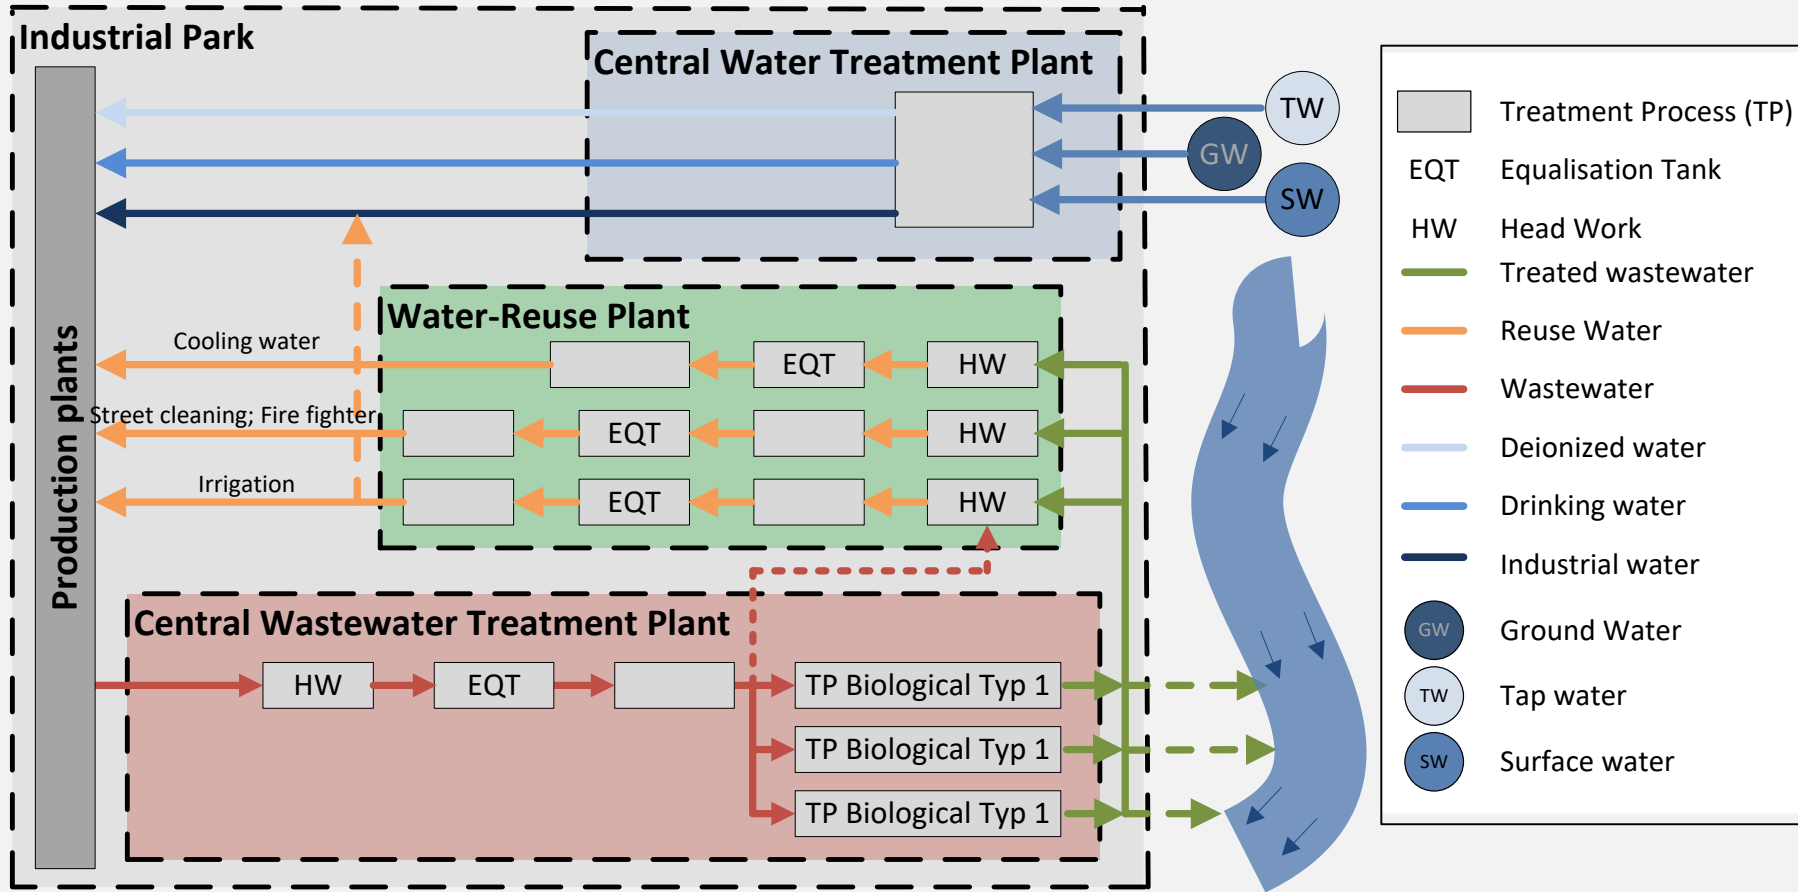 Industrial Park
Central Water Treatment Plant
TW
GW
SW
Water-Reuse Plant
Cooling water
EQT
HW
Street cleaning; Fire fighter
EQT
HW
Irrigation
EQT
HW
Production plants
Central Wastewater Treatment Plant
HW
EQT
TP Biological Typ 1
TP Biological Typ 1
TP Biological Typ 1
Treatment Process (TP)
EQT Equalisation Tank
HW Head Work
Treated wastewater
Reuse Water
Wastewater
Deionized water
Drinking water
Industrial water
GW Ground Water
TW Tap water
SW Surface water